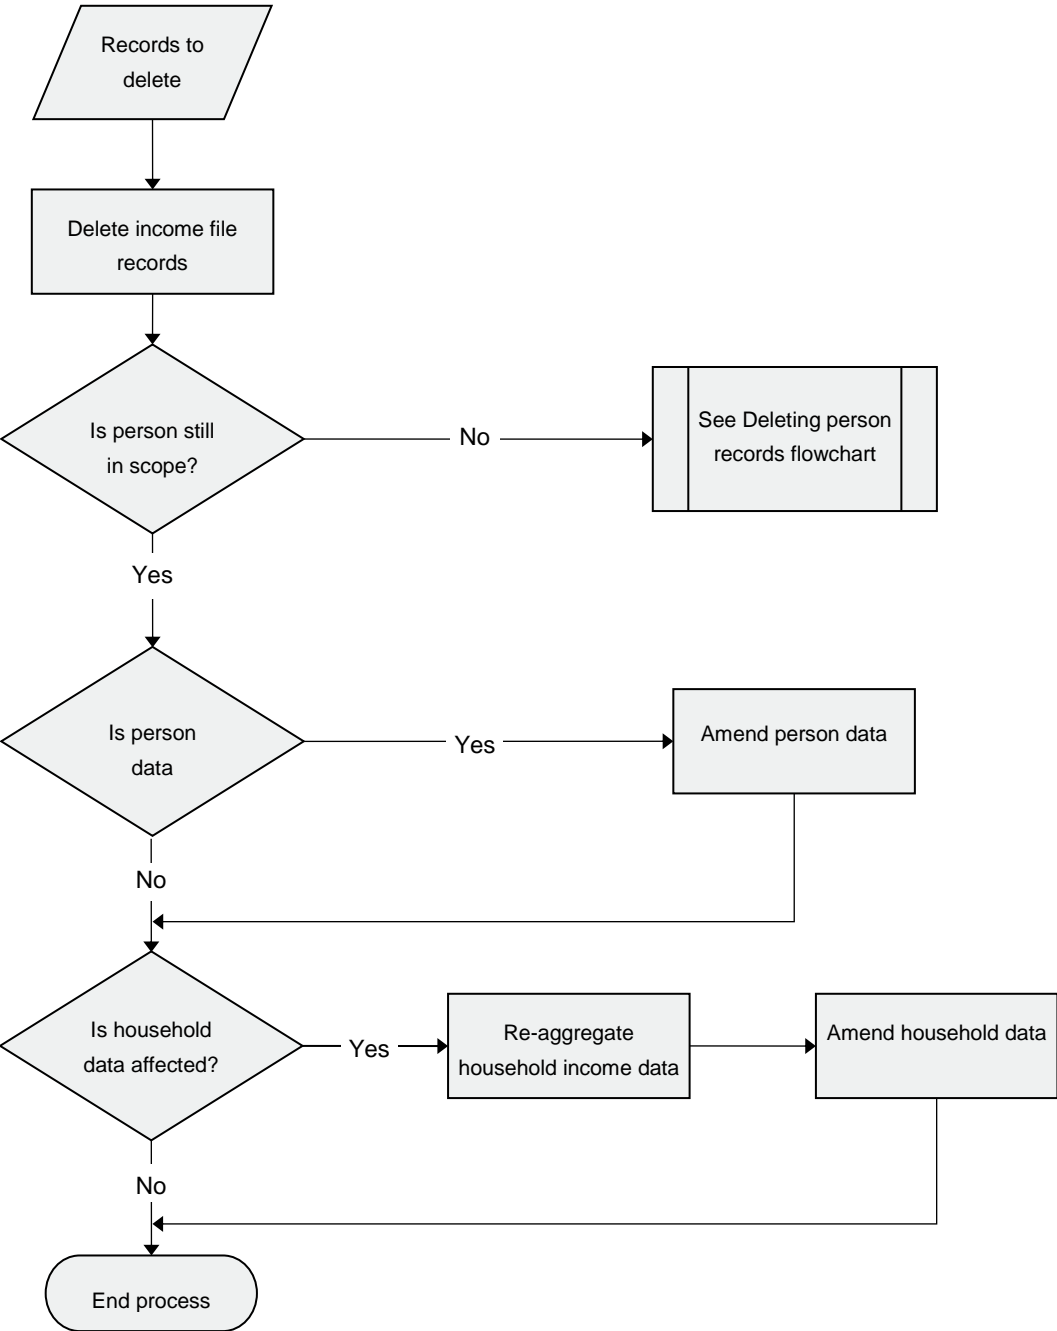 Records to
delete
Delete income file
records
Is person still
in scope?
No
See Deleting person
records flowchart
Yes
Is person
data
Yes
Amend person data
No
Is household
data affected?
Yes
Re-aggregate
household income data
Amend household data
No
End process